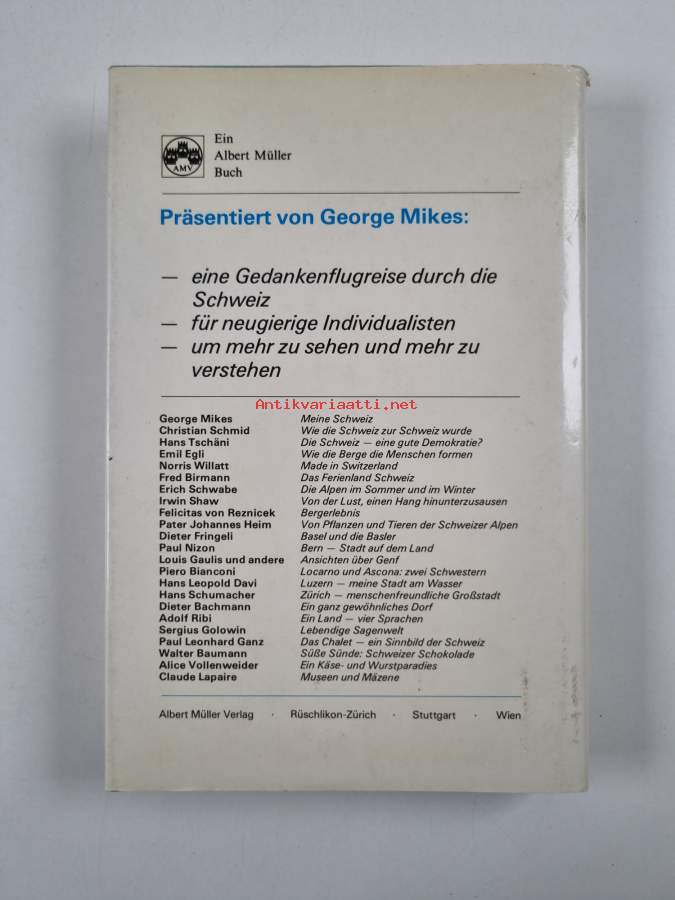 AMV
Ein
Albert Müller
Buch
Präsentiert von George Mikes:
— eine Gedankenflugreise durch die
Schweiz
— für neugierige Individualisten
— um mehr zu sehen und mehr zu
verstehen
Antikvariaatti.net
George Mikes Meine Schweiz
Christian Schmid Wie die Schweiz zur Schweiz wurde
Hans Tschäni Die Schweiz — eine gute Demokratie?
Emil Egli Wie die Berge die Menschen formen
Norris Willatt Made in Switzerland
Fred Birmann Das Ferienland Schweiz
Erich Schwabe Die Alpen im Sommer und im Winter
Irwin Shaw Von der Lust, einen Hang hinunterzusausen
Felicitas von Reznicek Bergerlebnis
Pater Johannes Heim Von Pflanzen und Tieren der Schweizer Alpen
Dieter Fringeli Basel und die Basler
Paul Nizon Bern — Stadt auf dem Land
Louis Gaulis und andere Ansichten über Genf
Piero Bianconi Locarno und Ascona: zwei Schwestern
Hans Leopold Davi Luzern — meine Stadt am Wasser
Hans Schumacher Zürich — menschenfreundliche Großstadt
Dieter Bachmann Ein ganz gewöhnliches Dorf
Adolf Ribi Ein Land — vier Sprachen
Sergius Golowin Lebendige Sagenwelt
Paul Leonhard Ganz Das Chalet — ein Sinnbild der Schweiz
Walter Baumann Süße Sünde: Schweizer Schokolade
Alice Vollenweider Ein Käse- und Wurstparadies
Claude Lapaire Museen und Mäzene
Albert Müller Verlag · Rüschlikon-Zürich · Stuttgart · Wien